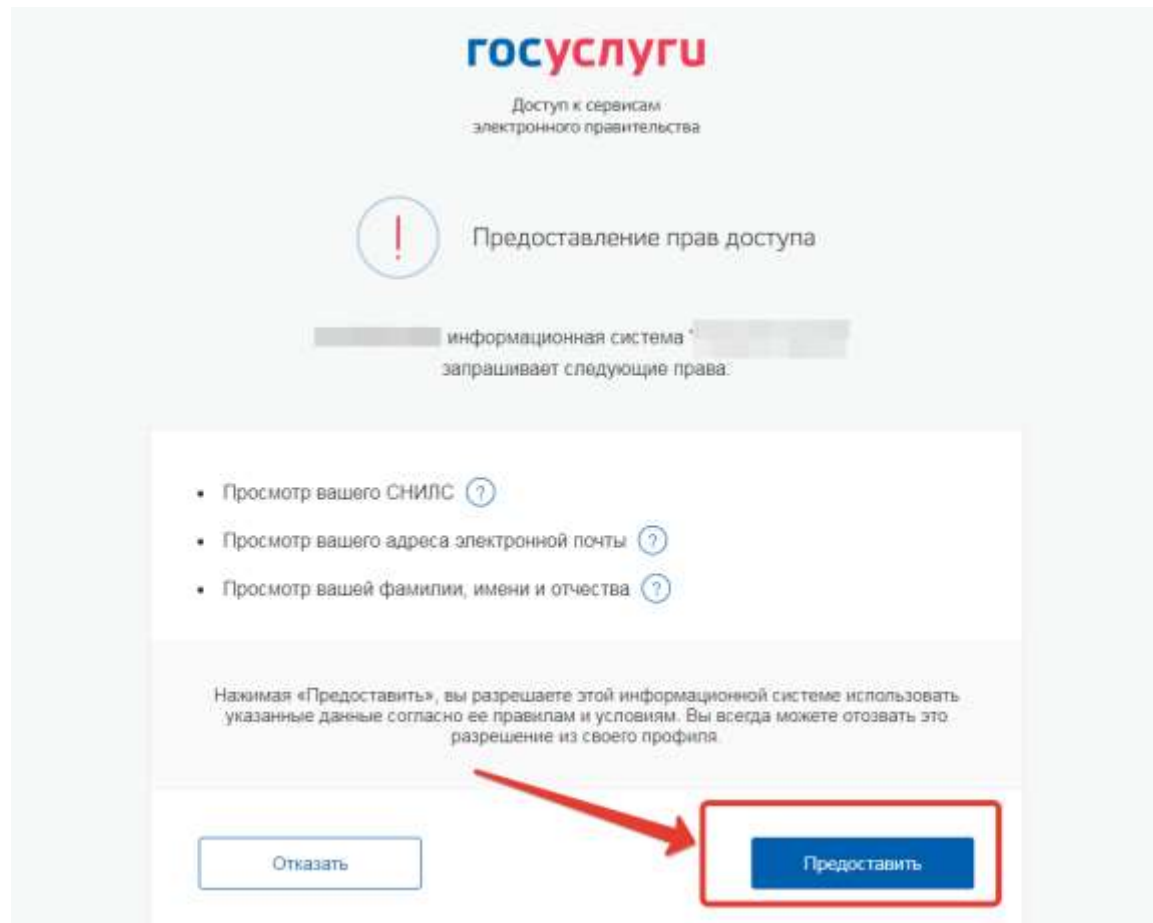 госуслуги
Доступ к сервисам
электронного правительства
!
Предоставление прав доступа
информационная система "
запрашивает следующие права:
• Просмотр вашего СНИЛС ?
• Просмотр вашего адреса электронной почты ?
• Просмотр вашей фамилии, имени и отчества ?
Нажимая «Предоставить», вы разрешаете этой информационной системе использовать
указанные данные согласно ее правилам и условиям. Вы всегда можете отозвать это
разрешение из своего профиля.
Отказать
Предоставить